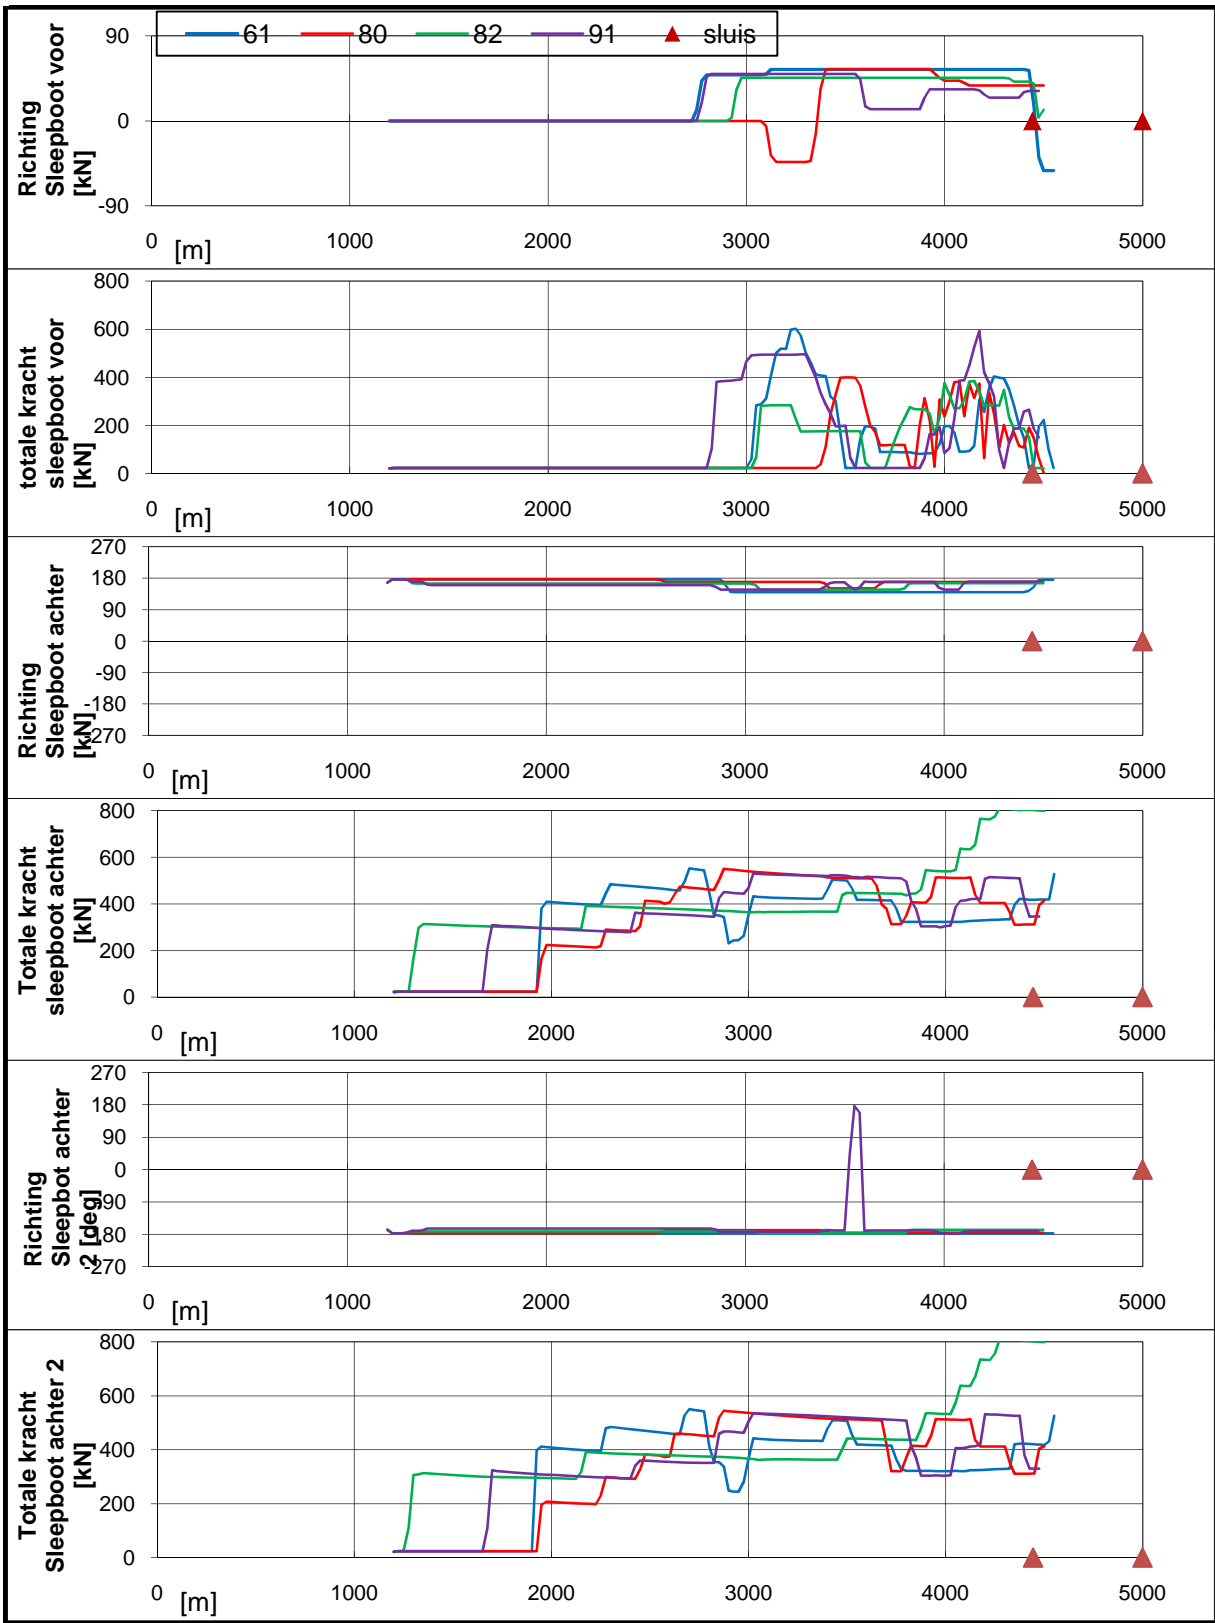 61 80 82 91 sluis
Richting
Sleepboot voor
[kN]
90
0
-90
0 1000 2000 3000 4000 5000
[m]
totale kracht
sleepboot voor
[kN]
800
600
400
200
0
0 1000 2000 3000 4000 5000
[m]
Richting
Sleepboot achter
[kN]
270
180
90
0
-90
-180
-270
0 1000 2000 3000 4000 5000
[m]
Totale kracht
sleepboot achter
[kN]
800
600
400
200
0
0 1000 2000 3000 4000 5000
[m]
Richting
Sleepbot achter
2 [deg]
270
180
90
0
-90
-180
-270
0 1000 2000 3000 4000 5000
[m]
Totale kracht
Sleepboot achter 2
[kN]
800
600
400
200
0
0 1000 2000 3000 4000 5000
[m]